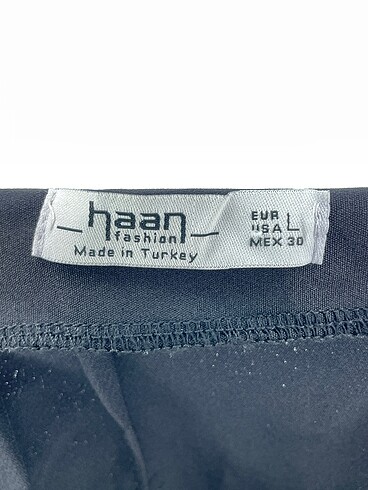 haan
fashion
Made in Turkey
EUR
USA L
MEX 30